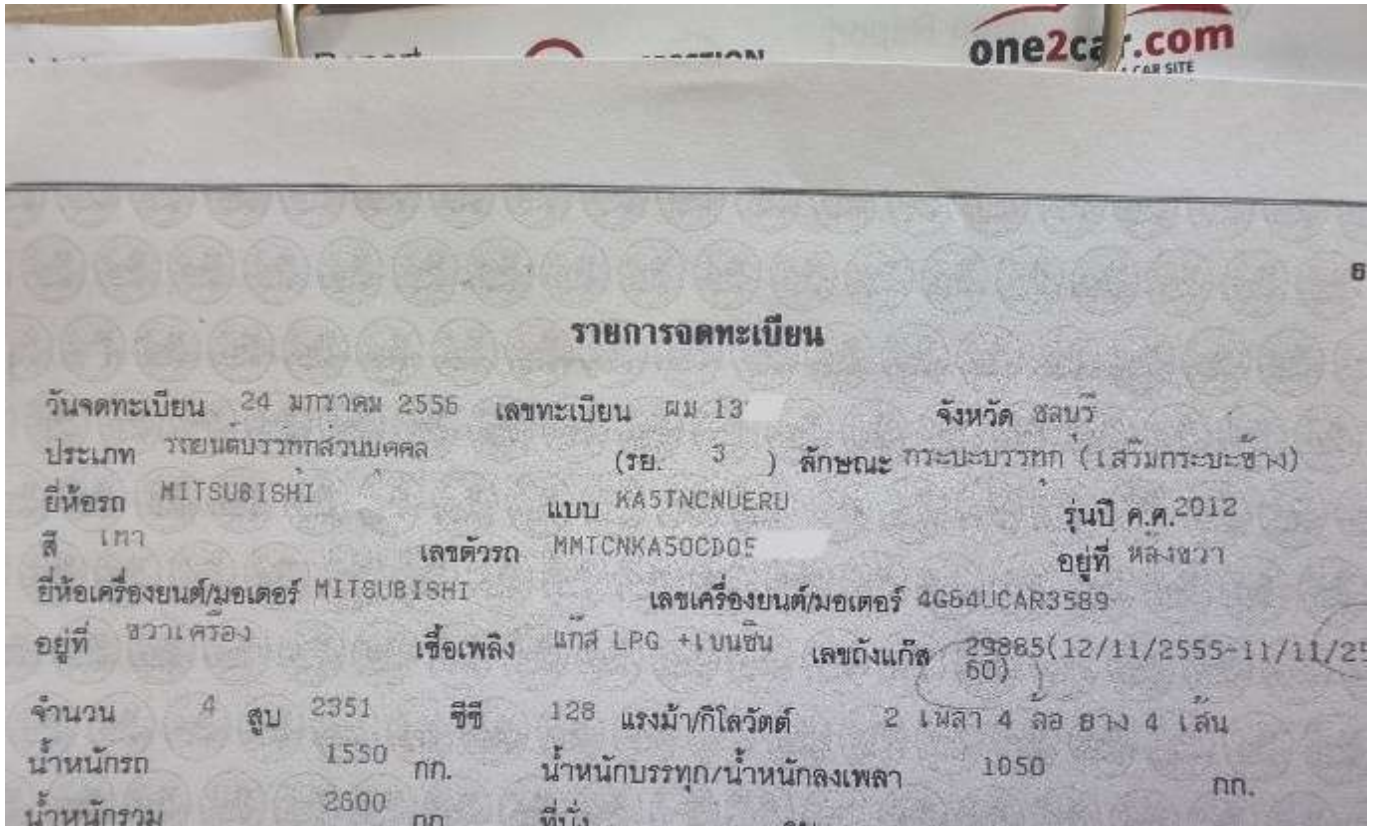 one2car.com
CAR SITE
รายการจดทะเบียน
วันจดทะเบียน 24 มกราคม 2556 เลขทะเบียน ผม 13 จังหวัด ชลบุรี
ประเภท รถยนต์บรรทุกส่วนบุคคล (รย. 3 ) ลักษณะ กระบะบรรทุก (เสริมกระบะข้าง)
ยี่ห้อรถ MITSUBISHI แบบ KA5TNCNUERU รุ่นปี ค.ศ. 2012
สี เทา เลขตัวรถ MMTCNKA50CD05 อยู่ที่ หลังขวา
ยี่ห้อเครื่องยนต์/มอเตอร์ MITSUBISHI เลขเครื่องยนต์/มอเตอร์ 4G64UCAR3589
อยู่ที่ ขวาเครื่อง เชื้อเพลิง แก๊ส LPG +เบนซิน เลขถังแก๊ส 29885(12/11/2555-11/11/25
60)
จำนวน 4 สูบ 2351 ซีซี 128 แรงม้า/กิโลวัตต์ 2 เพลา 4 ล้อ ยาง 4 เส้น
น้ำหนักรถ 1550 กก. น้ำหนักบรรทุก/น้ำหนักลงเพลา 1050 กก.
น้ำหนักรวม 2600 กก. ที่นั่ง